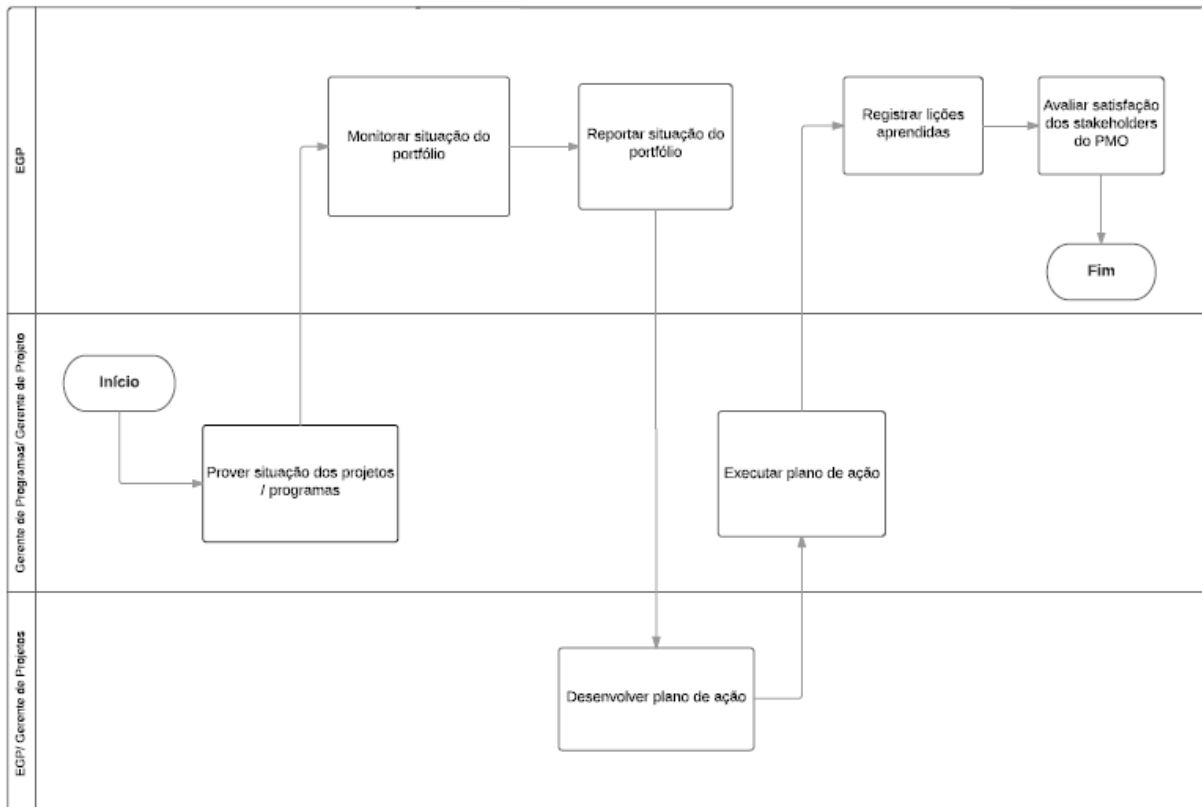 EGP
Monitorar situação do
portfólio
Reportar situação do
portfólio
Registrar lições
aprendidas
Avaliar satisfação
dos stakeholders
do PMO
Fim
Gerente de Programas/ Gerente de Projeto
Início
Prover situação dos projetos
/ programas
Executar plano de ação
EGP/ Gerente de Projetos
Desenvolver plano de ação